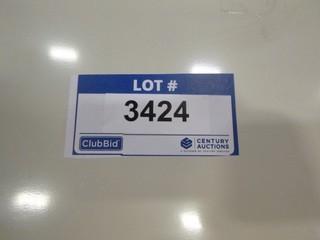 LOT #
3424
ClubBid
CENTURY
AUCTIONS